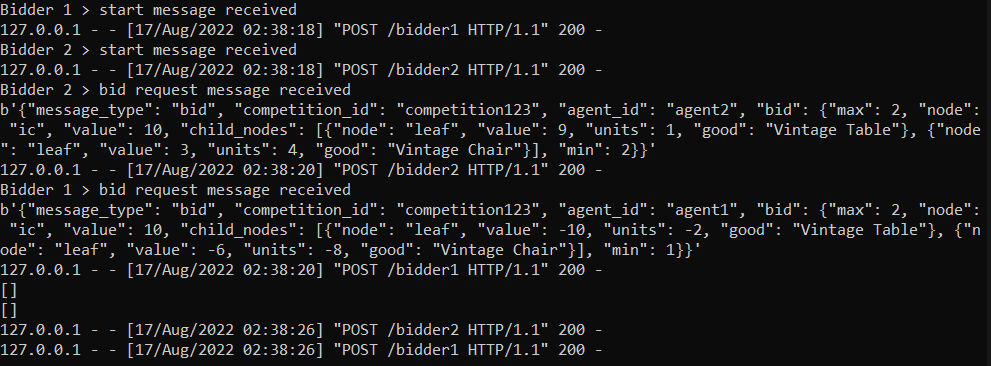 Bidder 1 > start message received
127.0.0.1 - - [17/Aug/2022 02:38:18] "POST /bidder1 HTTP/1.1" 200 -
Bidder 2 > start message received
127.0.0.1 - - [17/Aug/2022 02:38:18] "POST /bidder2 HTTP/1.1" 200 -
Bidder 2 > bid request message received
b'{"message_type": "bid", "competition_id": "competition123", "agent_id": "agent2", "bid": {"max": 2, "node":
 "ic", "value": 10, "child_nodes": [{"node": "leaf", "value": 9, "units": 1, "good": "Vintage Table"}, {"node
": "leaf", "value": 3, "units": 4, "good": "Vintage Chair"}], "min": 2}}'
127.0.0.1 - - [17/Aug/2022 02:38:20] "POST /bidder2 HTTP/1.1" 200 -
Bidder 1 > bid request message received
b'{"message_type": "bid", "competition_id": "competition123", "agent_id": "agent1", "bid": {"max": 2, "node":
 "ic", "value": 10, "child_nodes": [{"node": "leaf", "value": -10, "units": -2, "good": "Vintage Table"}, {"n
ode": "leaf", "value": -6, "units": -8, "good": "Vintage Chair"}], "min": 1}}'
127.0.0.1 - - [17/Aug/2022 02:38:20] "POST /bidder1 HTTP/1.1" 200 -
[]
[]
127.0.0.1 - - [17/Aug/2022 02:38:26] "POST /bidder2 HTTP/1.1" 200 -
127.0.0.1 - - [17/Aug/2022 02:38:26] "POST /bidder1 HTTP/1.1" 200 -